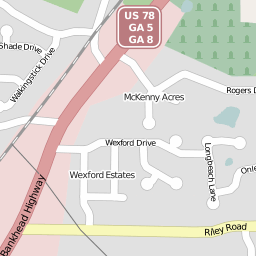 US 78
GA 5
GA 8
Shade Drive
Walkingstick Drive
McKenny Acres
Rogers D
Wexford Drive
Longbeach Lane
Onle
Wexford Estates
Bankhead Highway
Riley Road